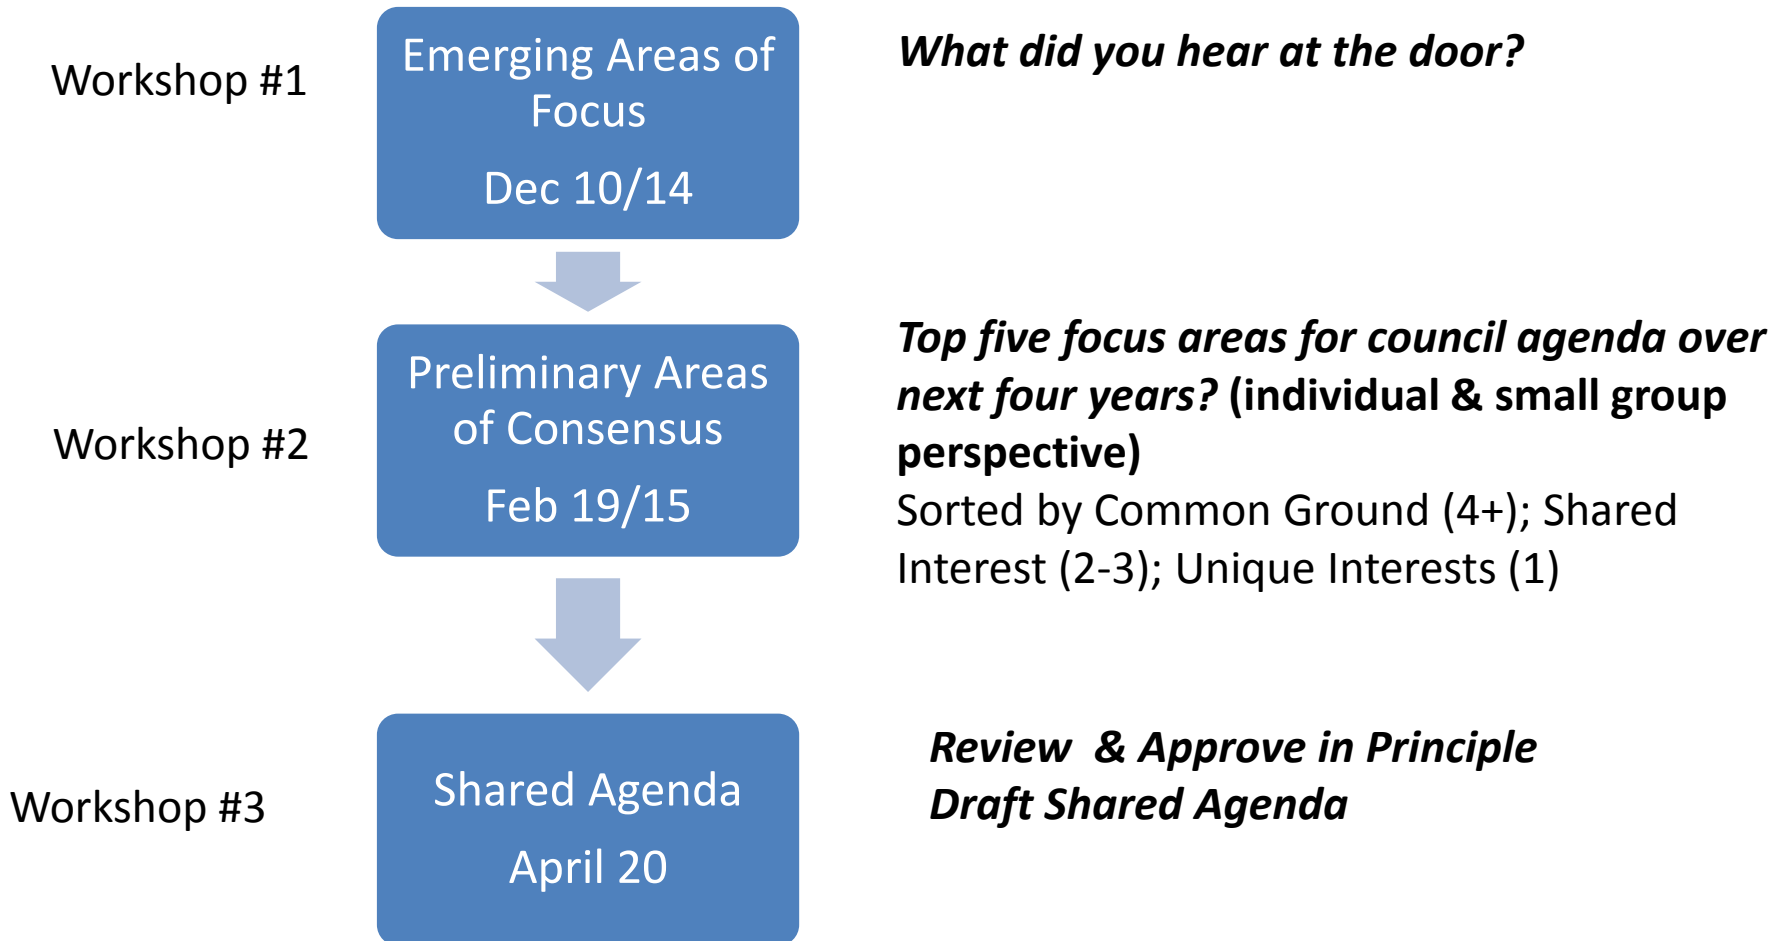 Workshop #1
Emerging Areas of
Focus
Dec 10/14
What did you hear at the door?
Workshop #2
Preliminary Areas
of Consensus
Feb 19/15
Top five focus areas for council agenda over
next four years? (individual & small group
perspective)
Sorted by Common Ground (4+); Shared
Interest (2-3); Unique Interests (1)
Workshop #3
Shared Agenda
April 20
Review  & Approve in Principle
Draft Shared Agenda